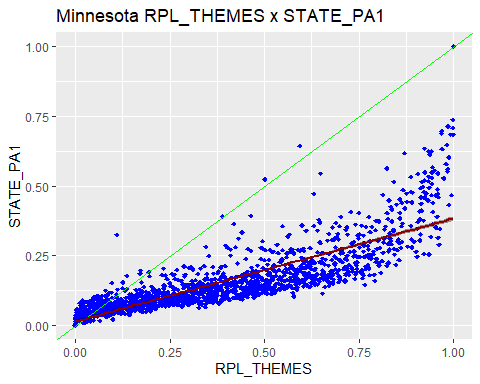 Minnesota RPL_THEMES x STATE_PA1
1.00
0.75
0.50
0.25
0.00
STATE_PA1
0.00 0.25 0.50 0.75 1.00
RPL_THEMES